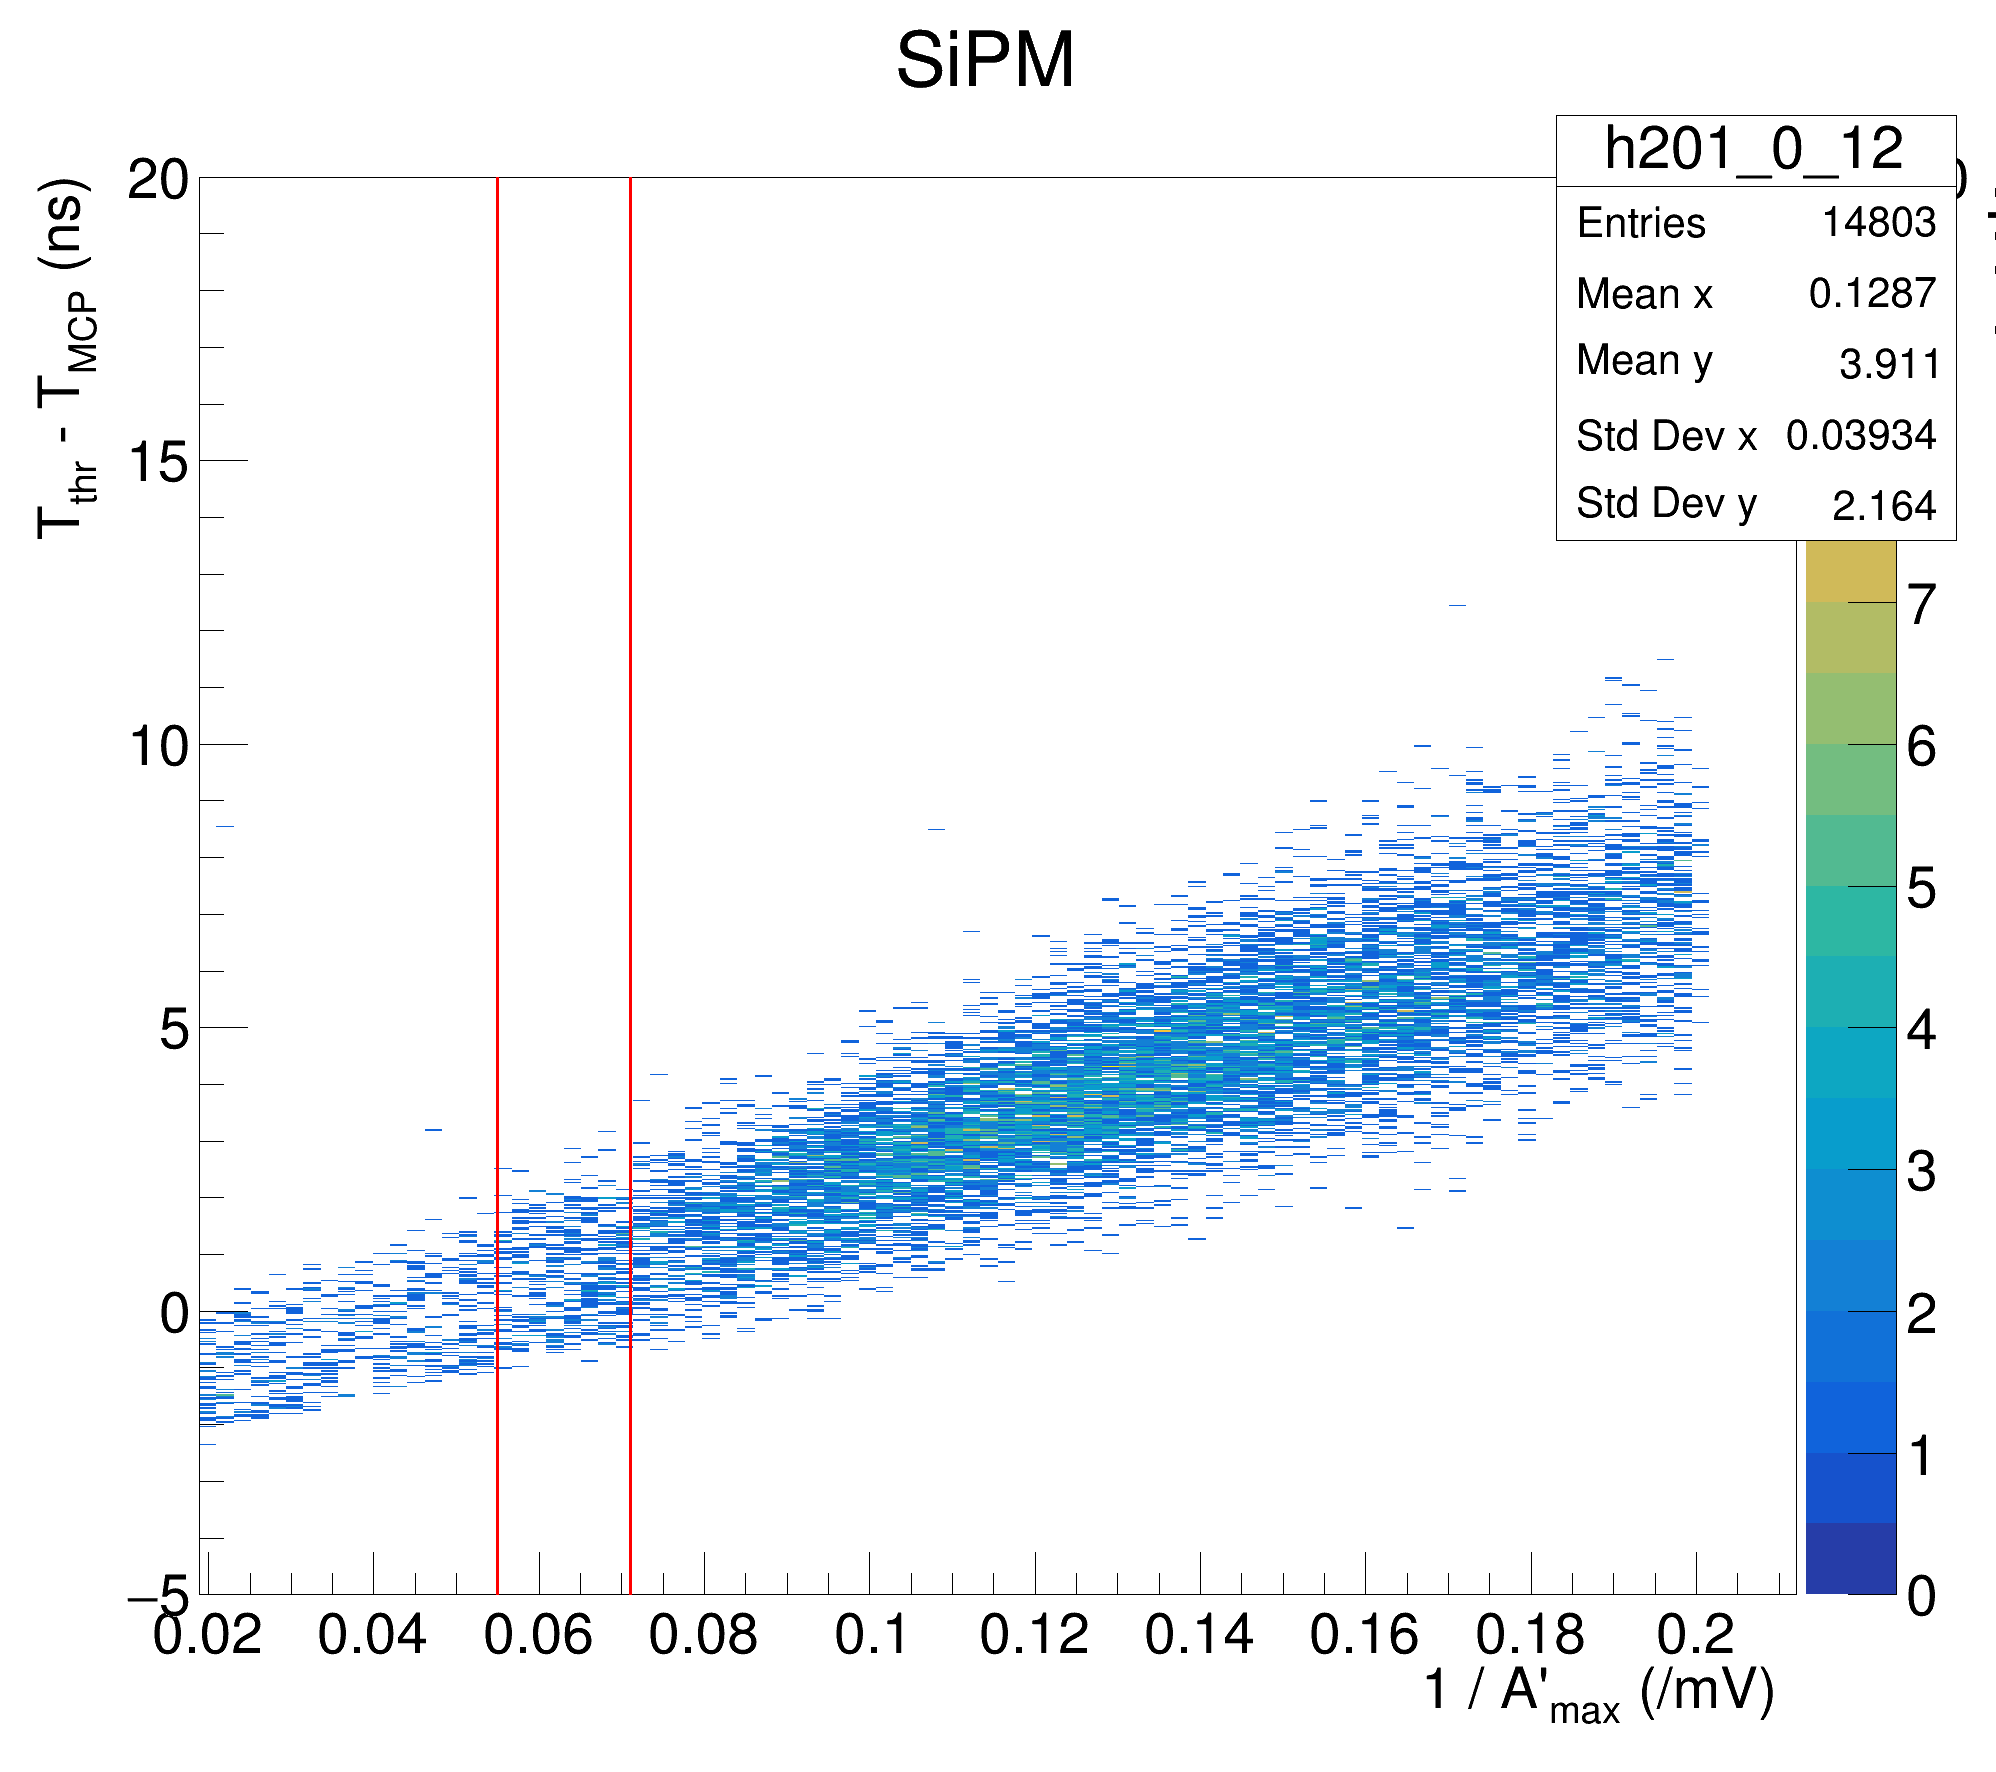 SiPM
T_thr - T_MCP (ns)
h201_0_12
Entries 14803
Mean x 0.1287
Mean y 3.911
Std Dev x 0.03934
Std Dev y 2.164
20
15
10
5
0
−5
7
6
5
4
3
2
1
0
0.02 0.04 0.06 0.08 0.1 0.12 0.14 0.16 0.18 0.2
1 / A'_max (/mV)